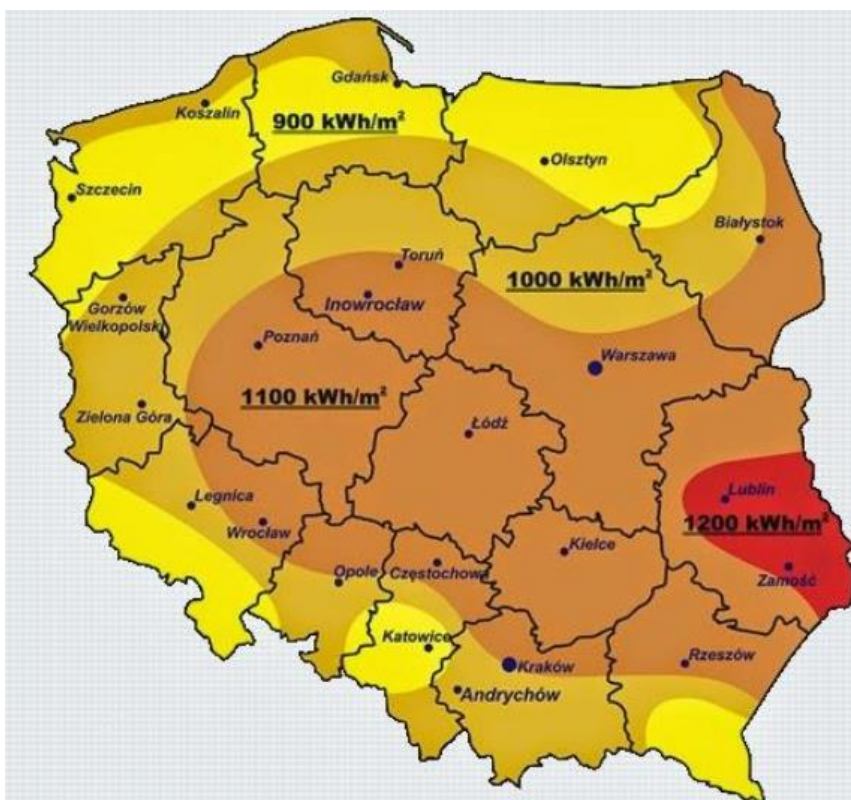 Gdańsk
Koszalin
900 kWh/m²
Olsztyn
Szczecin
Białystok
Toruń
1000 kWh/m²
Inowrocław
Gorzów
Wielkopolski
Poznań
Warszawa
1100 kWh/m²
Zielona Góra
Łódź
Legnica
Lublin
Wrocław
1200 kWh/m²
Kielce
Opole
Częstochowa
Zamość
Katowice
Kraków
Rzeszów
Andrychów